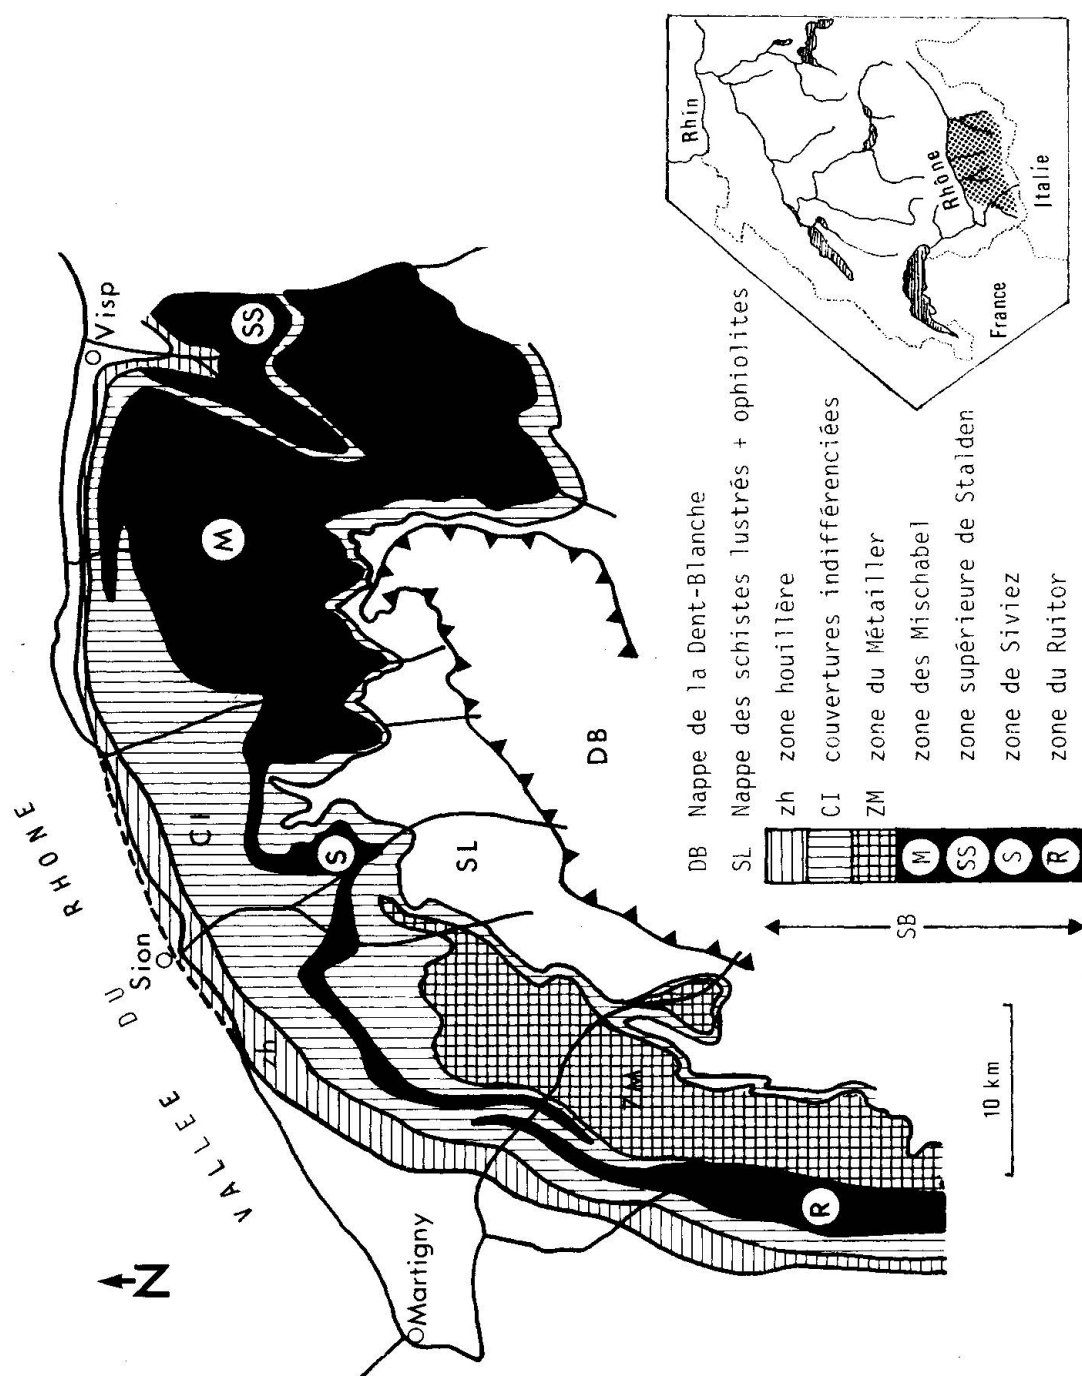 N
VALLEE DU RHONE
Martigny
Sion
Visp
zh
CI
S
M
SS
SL
DB
ZM
R
10 km
DB Nappe de la Dent-Blanche
SL Nappe des schistes lustrés + ophiolites
zh zone houillère
CI couvertures indifférenciées
ZM zone du Métailler
M zone des Mischabel
SS zone supérieure de Stalden
S zone de Siviez
R zone du Ruitor
SB
Rhin
Rhône
France
Italie